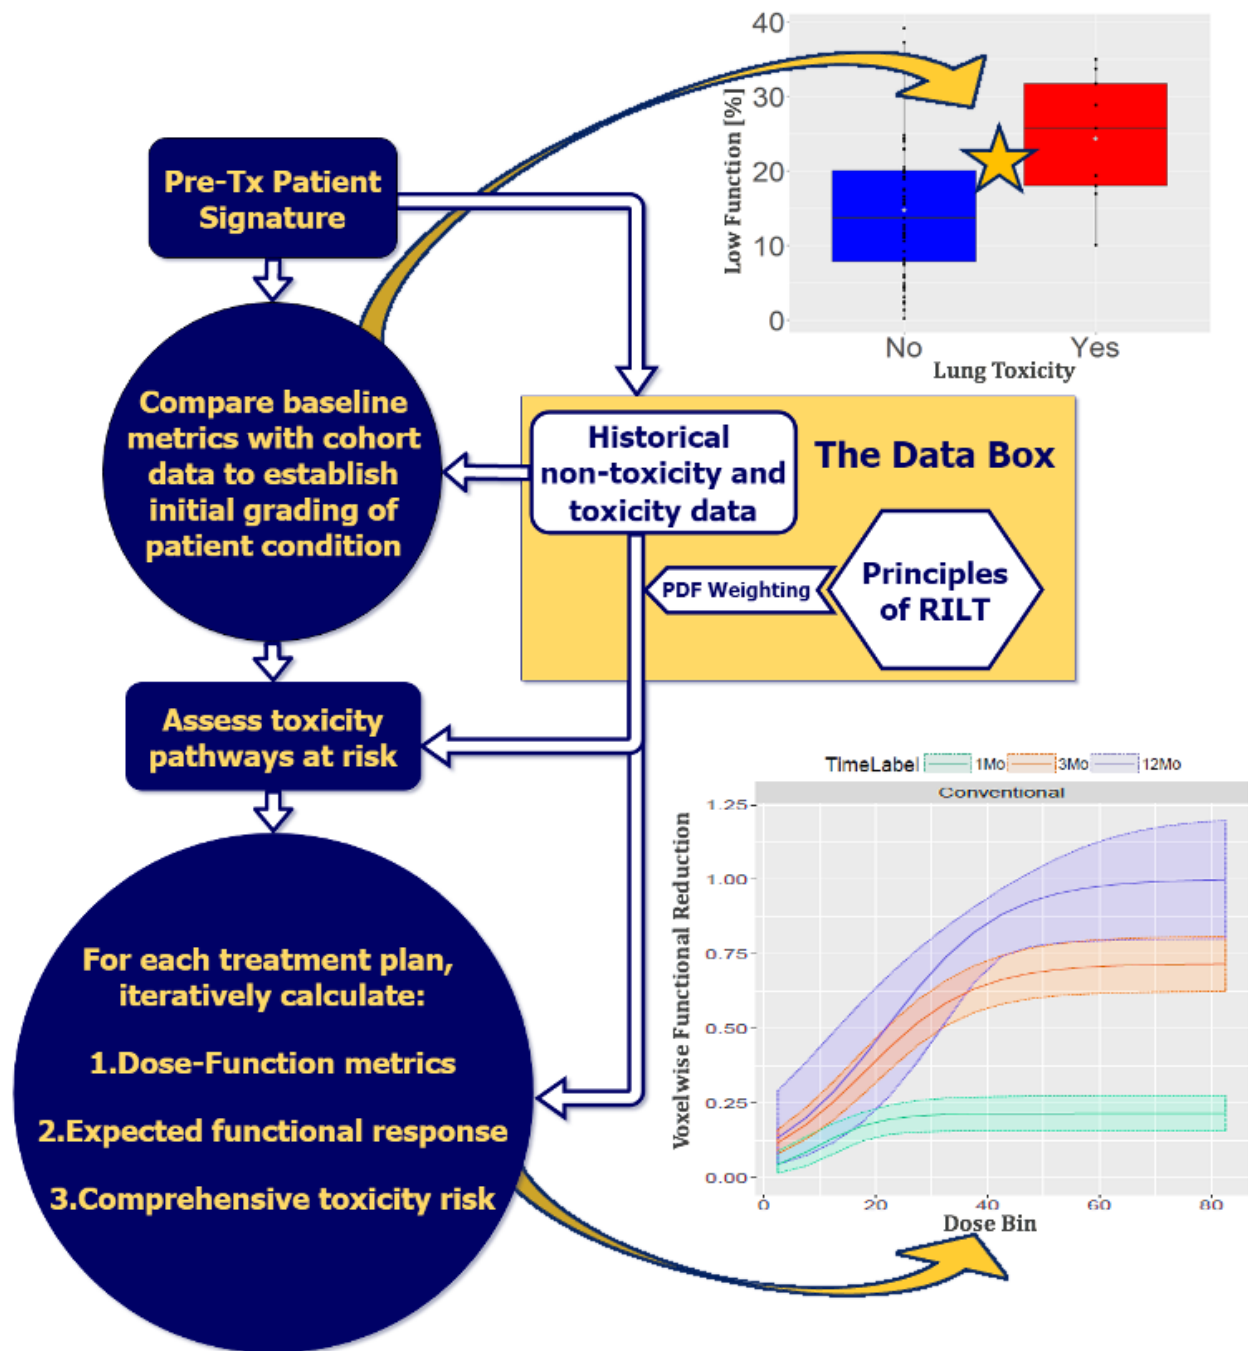 Pre-Tx Patient
Signature
Compare baseline
metrics with cohort
data to establish
initial grading of
patient condition
Assess toxicity
pathways at risk
For each treatment plan,
iteratively calculate:
1.Dose-Function metrics
2.Expected functional response
3.Comprehensive toxicity risk
Low Function [%]
40
30
20
10
0
No
Yes
Lung Toxicity
Historical
non-toxicity and
toxicity data
The Data Box
PDF Weighting
Principles
of RILT
TimeLabel 1Mo 3Mo 12Mo
Conventional
Voxelwise Functional Reduction
1.25
1.00
0.75
0.50
0.25
0.00
0 20 40 60 80
Dose Bin